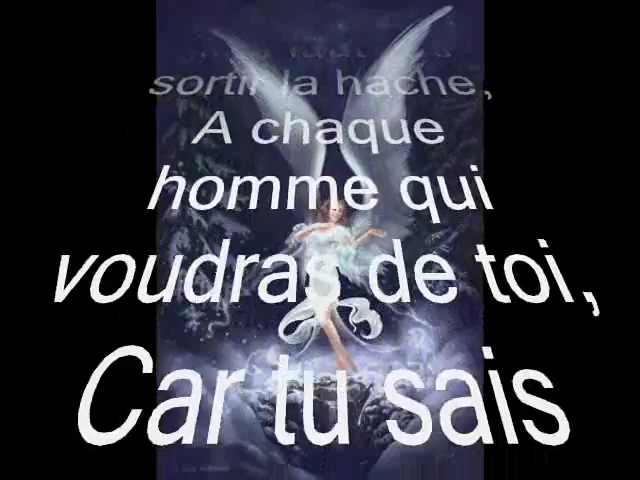 sortir la hache,
A chaque
homme qui
voudras de toi,
Car tu sais